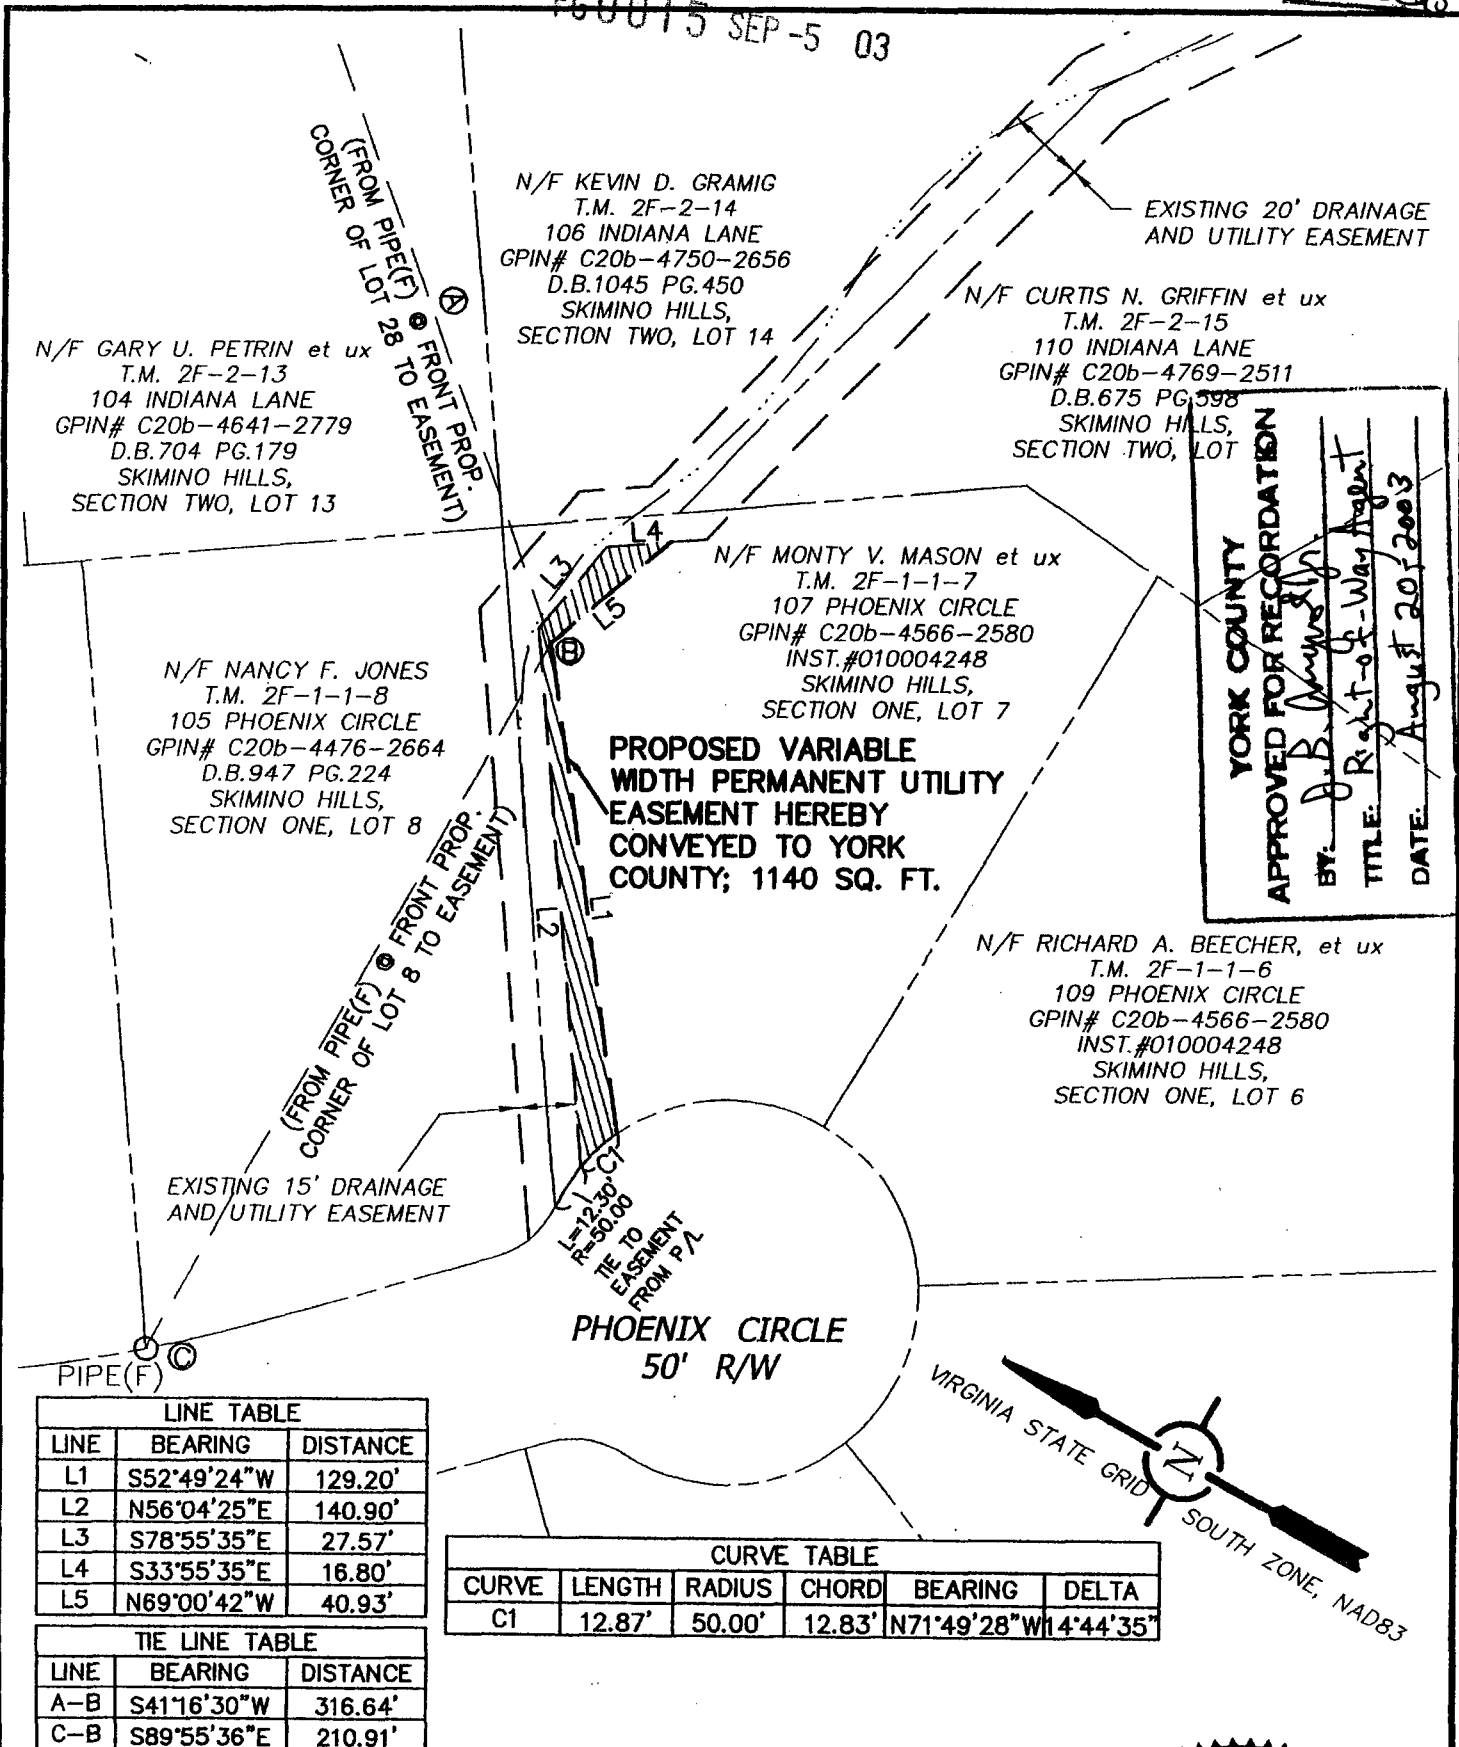 SEP-5 03
(FROM PIPE(F) @ FRONT PROP.
CORNER OF LOT 28 TO EASEMENT)
A
N/F KEVIN D. GRAMIG
T.M. 2F-2-14
106 INDIANA LANE
GPIN# C20b-4750-2656
D.B.1045 PG.450
SKIMINO HILLS,
SECTION TWO, LOT 14
EXISTING 20' DRAINAGE
AND UTILITY EASEMENT
N/F GARY U. PETRIN et ux
T.M. 2F-2-13
104 INDIANA LANE
GPIN# C20b-4641-2779
D.B.704 PG.179
SKIMINO HILLS,
SECTION TWO, LOT 13
N/F CURTIS N. GRIFFIN et ux
T.M. 2F-2-15
110 INDIANA LANE
GPIN# C20b-4769-2511
D.B.675 PG.598
SKIMINO HILLS,
SECTION TWO, LOT
YORK COUNTY
APPROVED FOR RECORDATION
BY:
TITLE: Right-of-Way Agent
DATE: August 20, 2003
L3
L4
L5
B
N/F MONTY V. MASON et ux
T.M. 2F-1-1-7
107 PHOENIX CIRCLE
GPIN# C20b-4566-2580
INST.#010004248
SKIMINO HILLS,
SECTION ONE, LOT 7
N/F NANCY F. JONES
T.M. 2F-1-1-8
105 PHOENIX CIRCLE
GPIN# C20b-4476-2664
D.B.947 PG.224
SKIMINO HILLS,
SECTION ONE, LOT 8
PROPOSED VARIABLE
WIDTH PERMANENT UTILITY
EASEMENT HEREBY
CONVEYED TO YORK
COUNTY; 1140 SQ. FT.
L1
L2
(FROM PIPE(F) @ FRONT PROP.
CORNER OF LOT 8 TO EASEMENT)
N/F RICHARD A. BEECHER, et ux
T.M. 2F-1-1-6
109 PHOENIX CIRCLE
GPIN# C20b-4566-2580
INST.#010004248
SKIMINO HILLS,
SECTION ONE, LOT 6
EXISTING 15' DRAINAGE
AND UTILITY EASEMENT
C1
L=12.30'
R=50.00
TIE TO
EASEMENT
FROM P/L
PHOENIX CIRCLE
50' R/W
PIPE(F)
C
N
VIRGINIA STATE GRID SOUTH ZONE, NAD83
LINE TABLE
LINE BEARING DISTANCE
L1 S52°49'24"W 129.20'
L2 N56°04'25"E 140.90'
L3 S78°55'35"E 27.57'
L4 S33°55'35"E 16.80'
L5 N69°00'42"W 40.93'
TIE LINE TABLE
LINE BEARING DISTANCE
A-B S41°16'30"W 316.64'
C-B S89°55'36"E 210.91'
CURVE TABLE
CURVE LENGTH RADIUS CHORD BEARING DELTA
C1 12.87' 50.00' 12.83' N71°49'28"W 14°44'35"